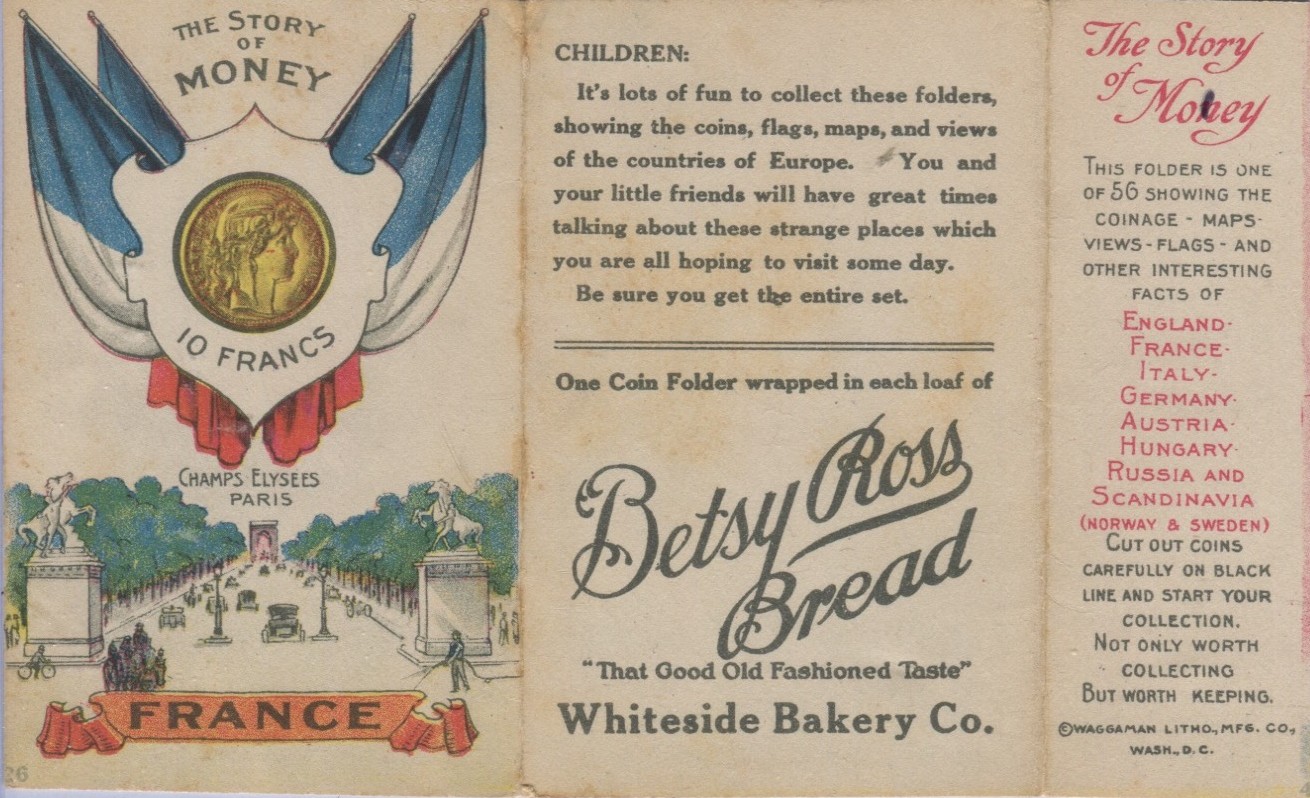 THE STORY
OF
MONEY
10 FRANCS
CHAMPS ELYSEES
PARIS
FRANCE
26
CHILDREN:
It's lots of fun to collect these folders,
showing the coins, flags, maps, and views
of the countries of Europe. You and
your little friends will have great times
talking about these strange places which
you are all hoping to visit some day.
Be sure you get the entire set.
One Coin Folder wrapped in each loaf of
Betsy Ross
Bread
"That Good Old Fashioned Taste"
Whiteside Bakery Co.
The Story
of Money
THIS FOLDER IS ONE
OF 56 SHOWING THE
COINAGE - MAPS-
VIEWS - FLAGS - AND
OTHER INTERESTING
FACTS OF
ENGLAND-
FRANCE-
ITALY-
GERMANY-
AUSTRIA-
HUNGARY-
RUSSIA AND
SCANDINAVIA
(NORWAY & SWEDEN)
CUT OUT COINS
CAREFULLY ON BLACK
LINE AND START YOUR
COLLECTION.
NOT ONLY WORTH
COLLECTING
BUT WORTH KEEPING.
©WAGGAMAN LITHO., MFG. CO.,
WASH., D.C.